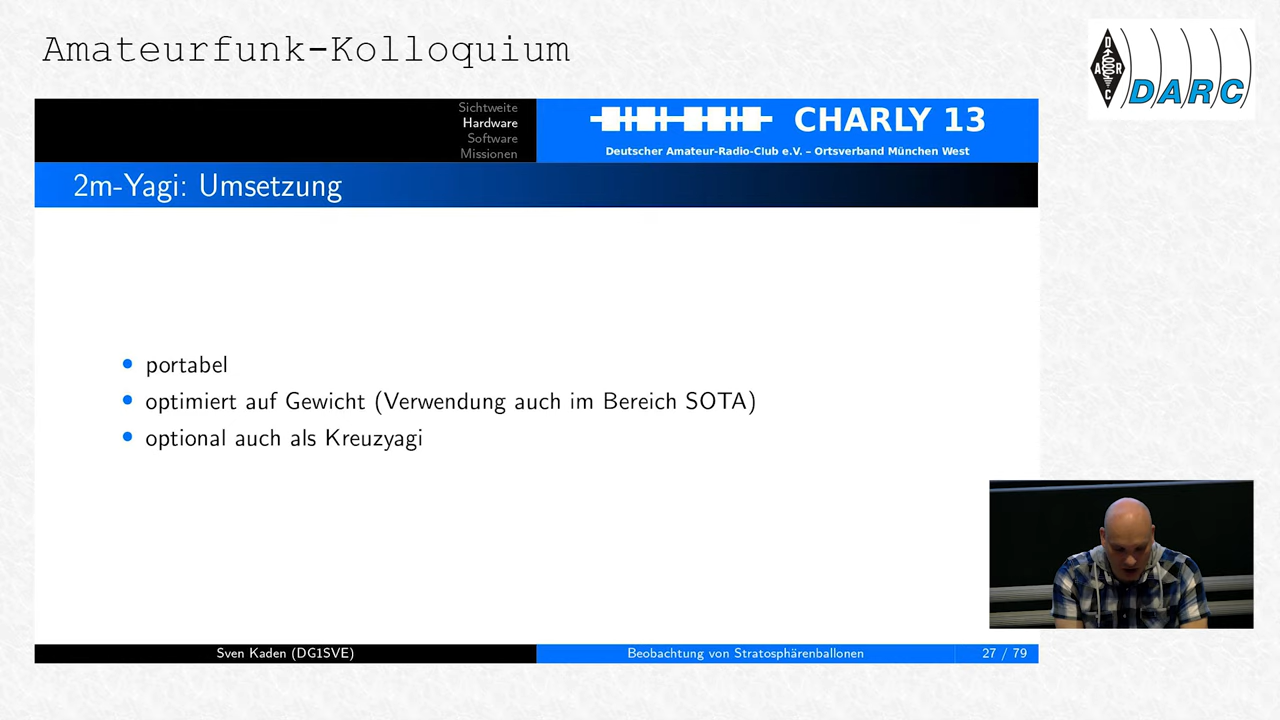 Amateurfunk-Kolloquium
DARC
DARC
Sichtweite
Hardware
Software
Missionen
CHARLY 13
Deutscher Amateur-Radio-Club e.V. – Ortsverband München West
2m-Yagi: Umsetzung
portabel
optimiert auf Gewicht (Verwendung auch im Bereich SOTA)
optional auch als Kreuzyagi
Sven Kaden (DG1SVE)
Beobachtung von Stratosphärenballonen
27 / 79